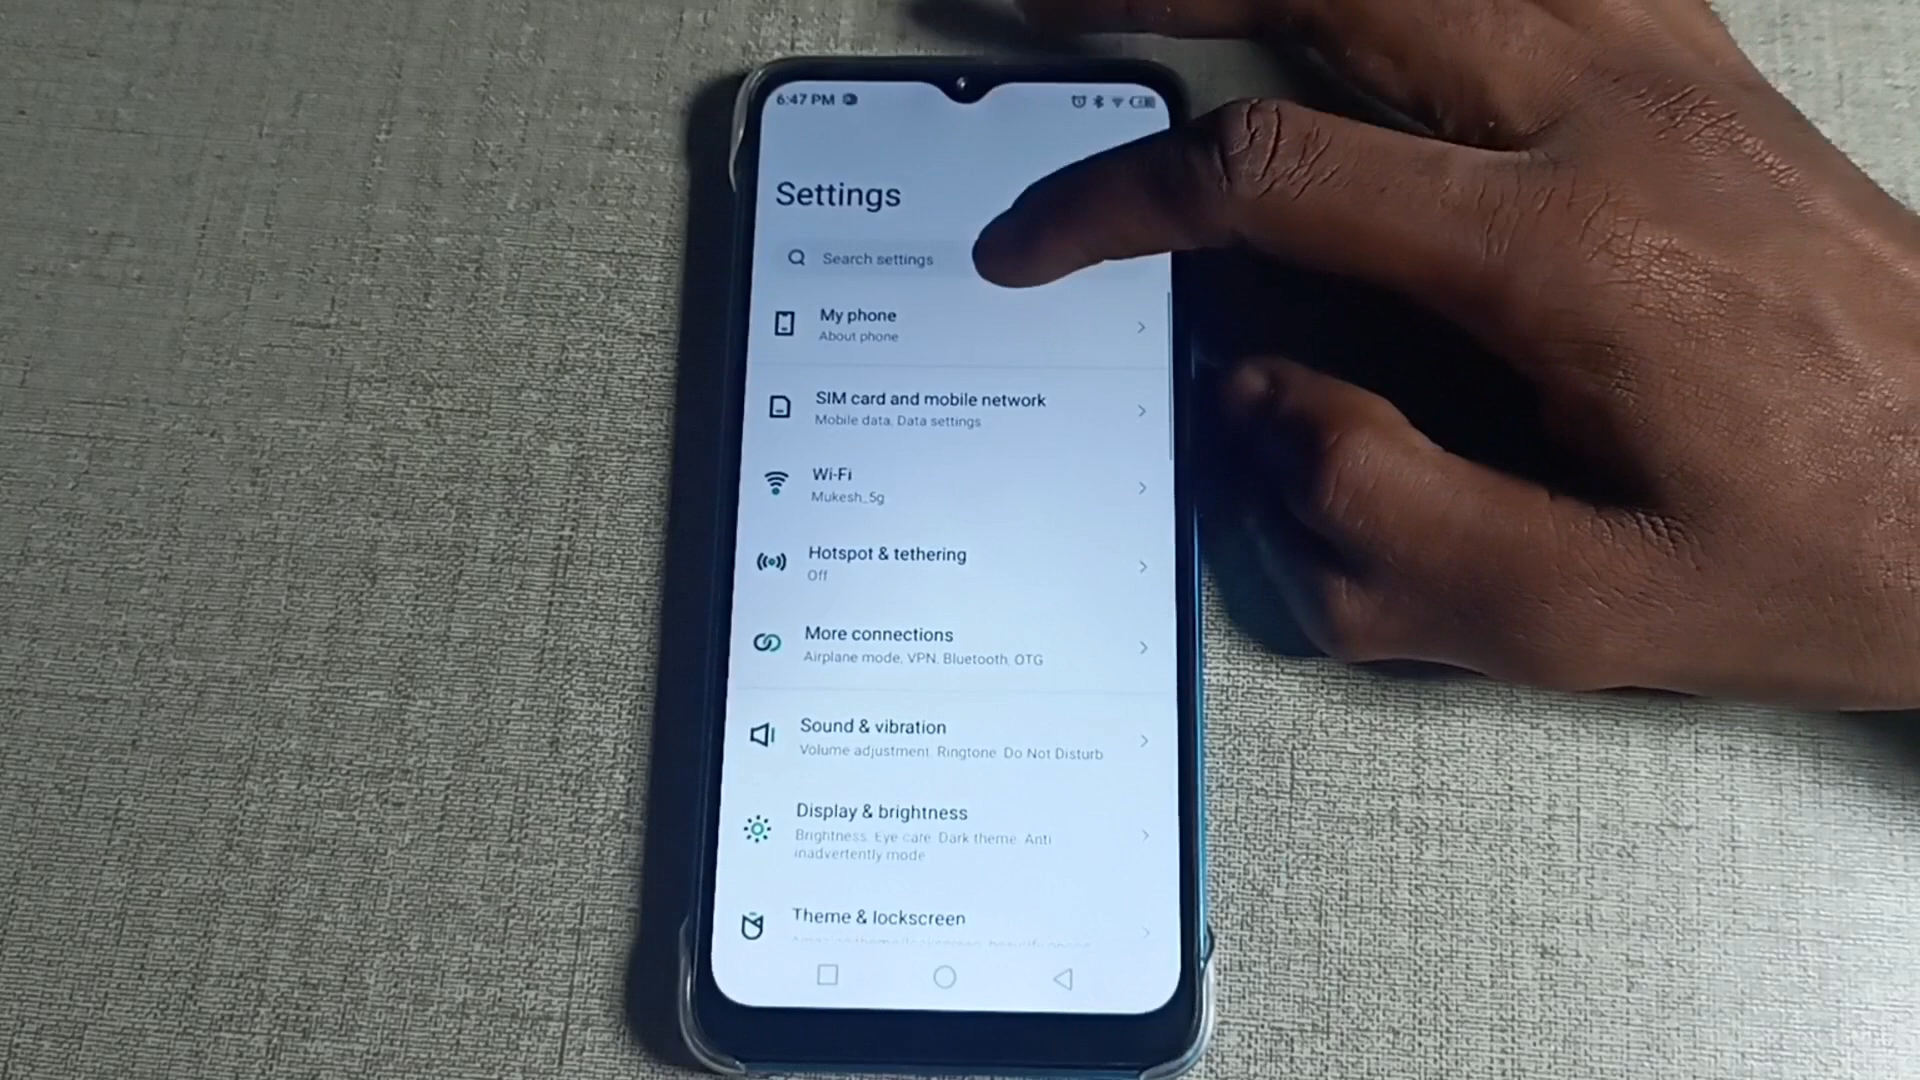 6:47 PM
Settings
Search settings
My phone
About phone
SIM card and mobile network
Mobile data, Data settings
Wi-Fi
Mukesh_5g
Hotspot & tethering
Off
More connections
Airplane mode, VPN, Bluetooth, OTG
Sound & vibration
Volume adjustment, Ringtone, Do Not Disturb
Display & brightness
Brightness, Eye care, Dark theme, Anti
inadvertently mode
Theme & lockscreen